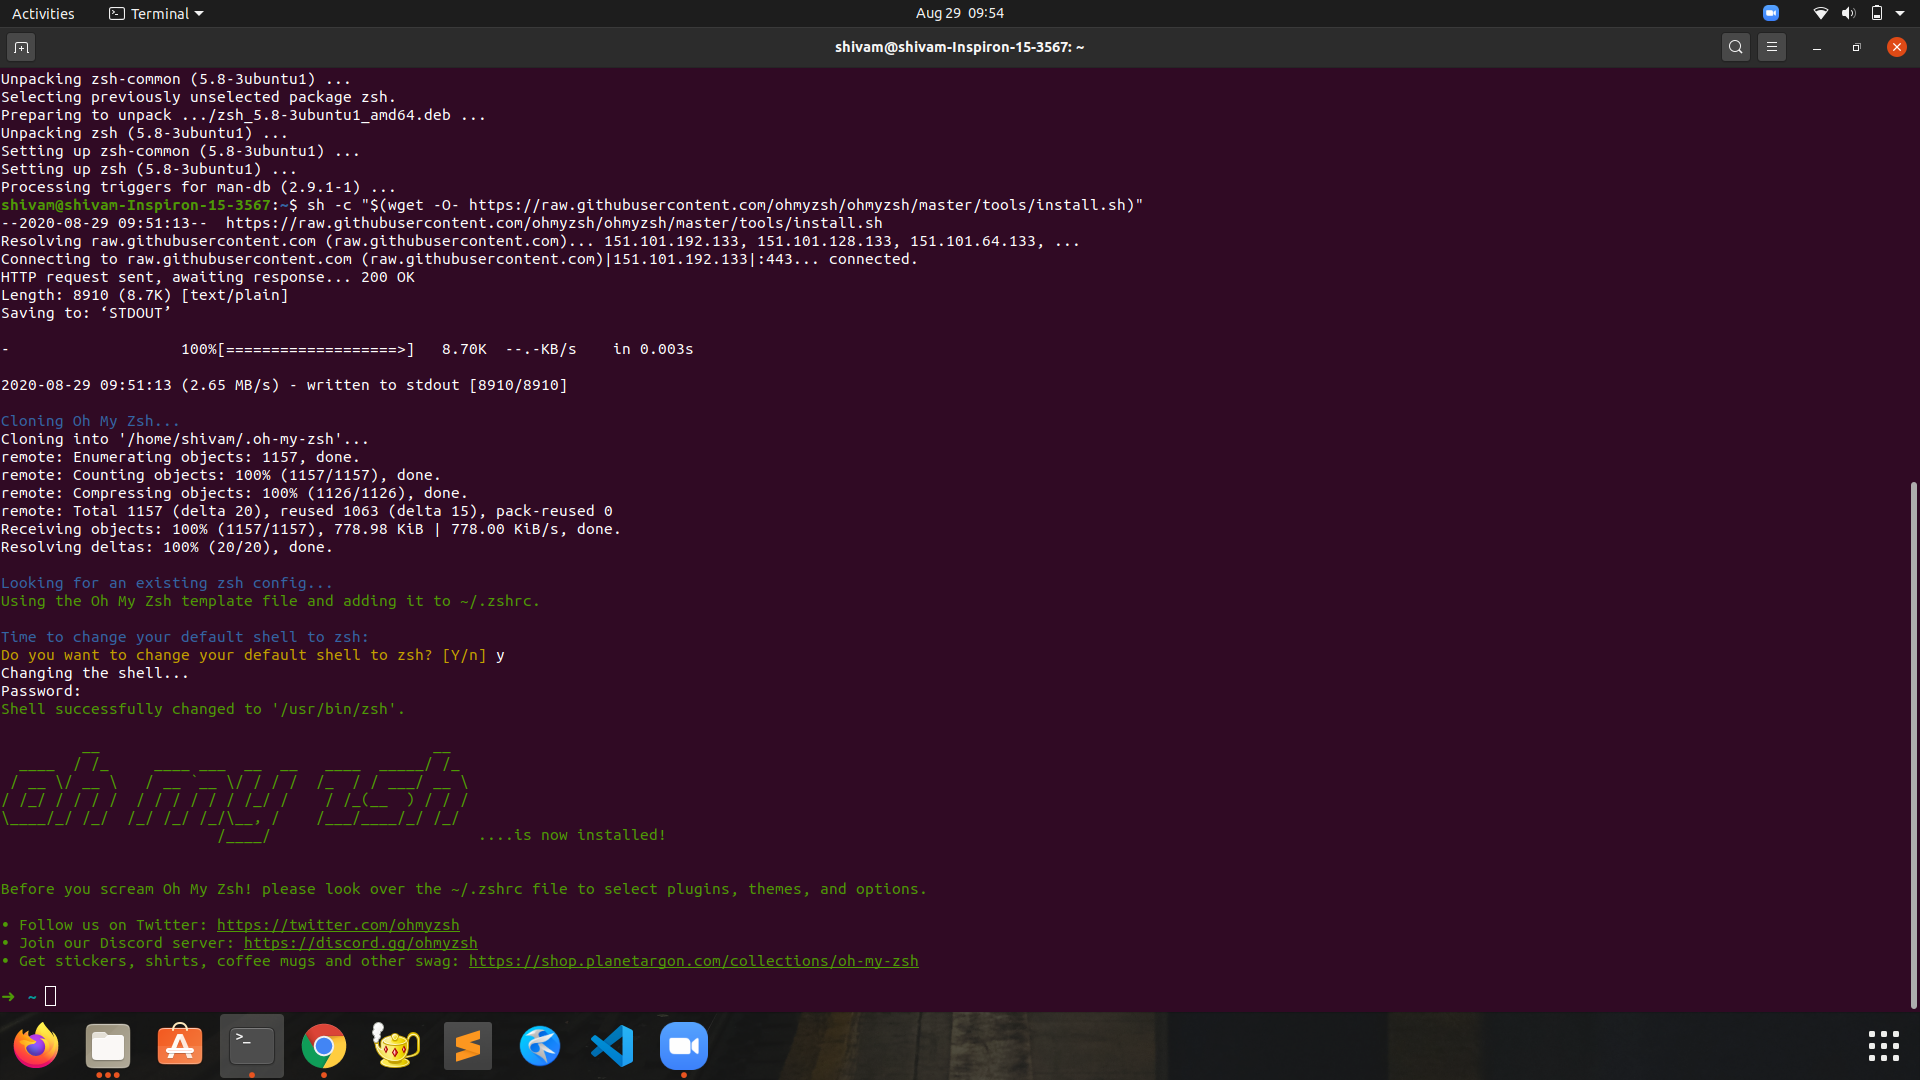 Activities
Terminal
Aug 29 09:54
shivam@shivam-Inspiron-15-3567: ~
Unpacking zsh-common (5.8-3ubuntu1) ...
Selecting previously unselected package zsh.
Preparing to unpack .../zsh_5.8-3ubuntu1_amd64.deb ...
Unpacking zsh (5.8-3ubuntu1) ...
Setting up zsh-common (5.8-3ubuntu1) ...
Setting up zsh (5.8-3ubuntu1) ...
Processing triggers for man-db (2.9.1-1) ...
shivam@shivam-Inspiron-15-3567:~$ sh -c "$(wget -O- https://raw.githubusercontent.com/ohmyzsh/ohmyzsh/master/tools/install.sh)"
--2020-08-29 09:51:13--  https://raw.githubusercontent.com/ohmyzsh/ohmyzsh/master/tools/install.sh
Resolving raw.githubusercontent.com (raw.githubusercontent.com)... 151.101.192.133, 151.101.128.133, 151.101.64.133, ...
Connecting to raw.githubusercontent.com (raw.githubusercontent.com)|151.101.192.133|:443... connected.
HTTP request sent, awaiting response... 200 OK
Length: 8910 (8.7K) [text/plain]
Saving to: ‘STDOUT’
-                   100%[===================>]   8.70K  --.-KB/s    in 0.003s
2020-08-29 09:51:13 (2.65 MB/s) - written to stdout [8910/8910]
Cloning Oh My Zsh...
Cloning into '/home/shivam/.oh-my-zsh'...
remote: Enumerating objects: 1157, done.
remote: Counting objects: 100% (1157/1157), done.
remote: Compressing objects: 100% (1126/1126), done.
remote: Total 1157 (delta 20), reused 1063 (delta 15), pack-reused 0
Receiving objects: 100% (1157/1157), 778.98 KiB | 778.00 KiB/s, done.
Resolving deltas: 100% (20/20), done.
Looking for an existing zsh config...
Using the Oh My Zsh template file and adding it to ~/.zshrc.
Time to change your default shell to zsh:
Do you want to change your default shell to zsh? [Y/n] y
Changing the shell...
Password:
Shell successfully changed to '/usr/bin/zsh'.
oh my zsh
....is now installed!
Before you scream Oh My Zsh! please look over the ~/.zshrc file to select plugins, themes, and options.
• Follow us on Twitter: https://twitter.com/ohmyzsh
• Join our Discord server: https://discord.gg/ohmyzsh
• Get stickers, shirts, coffee mugs and other swag: https://shop.planetargon.com/collections/oh-my-zsh
➜  ~